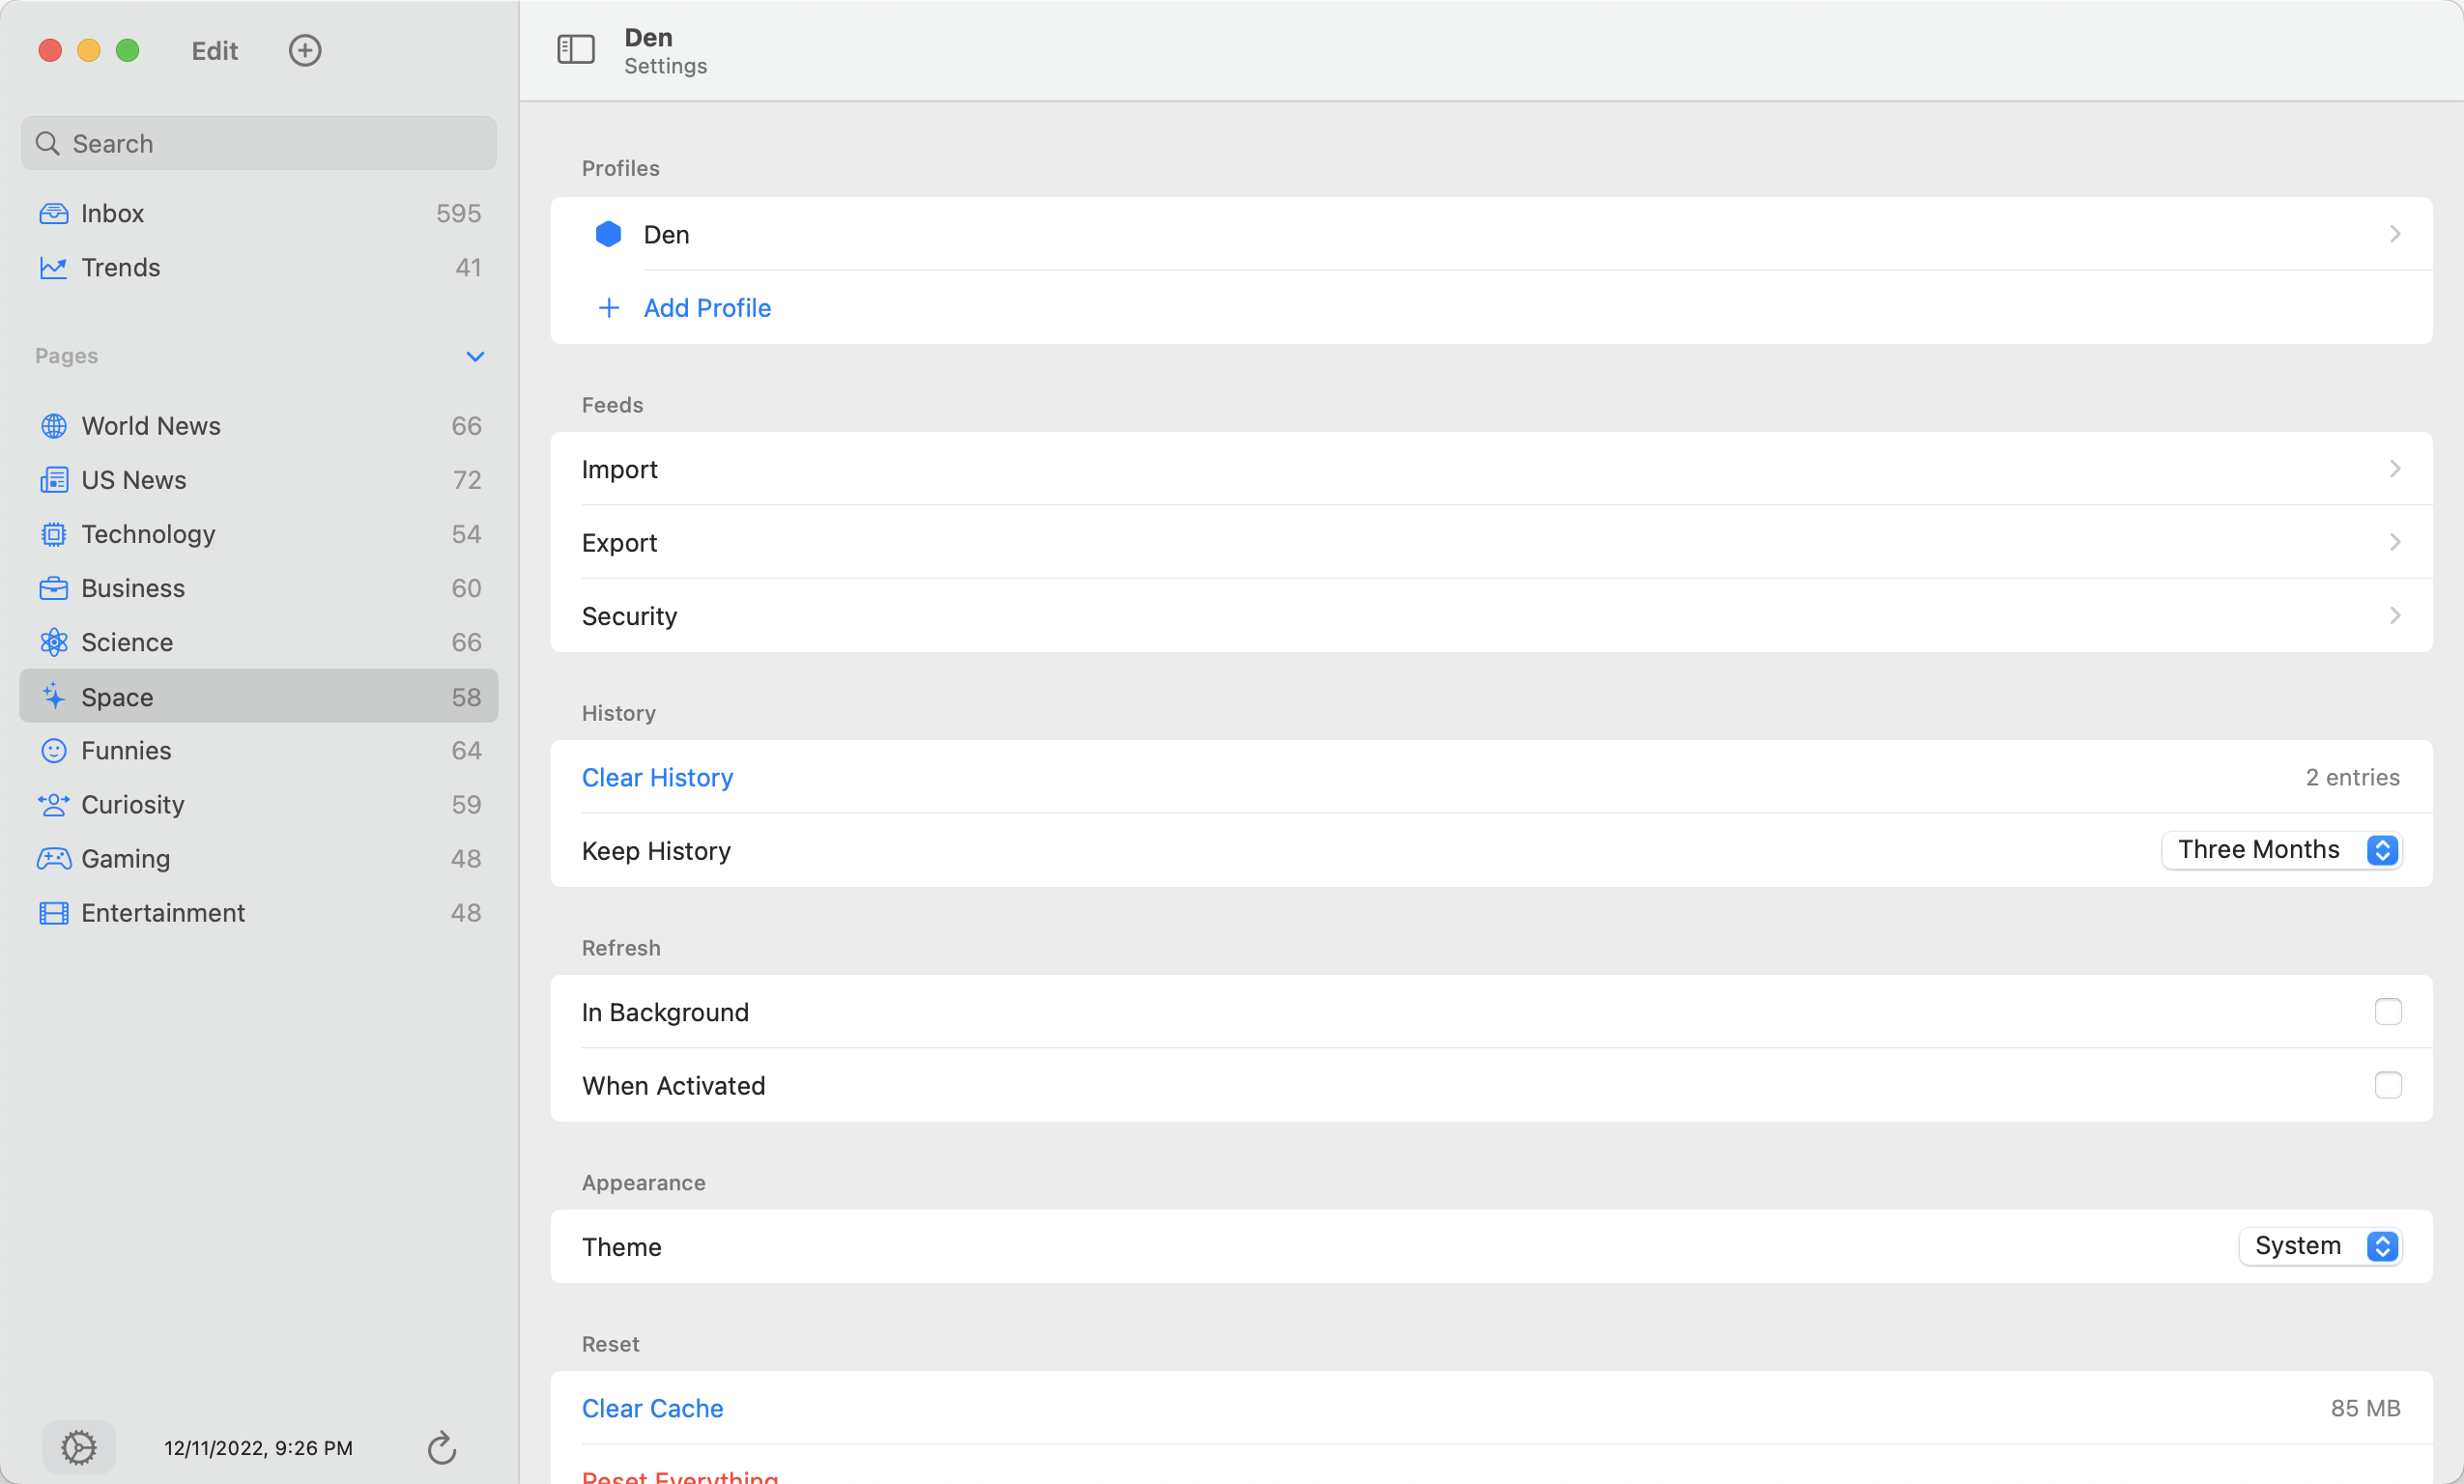 Edit
Search
Inbox 595
Trends 41
Pages
World News 66
US News 72
Technology 54
Business 60
Science 66
Space 58
Funnies 64
Curiosity 59
Gaming 48
Entertainment 48
12/11/2022, 9:26 PM
Den
Settings
Profiles
Den
Add Profile
Feeds
Import
Export
Security
History
Clear History 2 entries
Keep History Three Months
Refresh
In Background
When Activated
Appearance
Theme System
Reset
Clear Cache 85 MB
Reset Everything